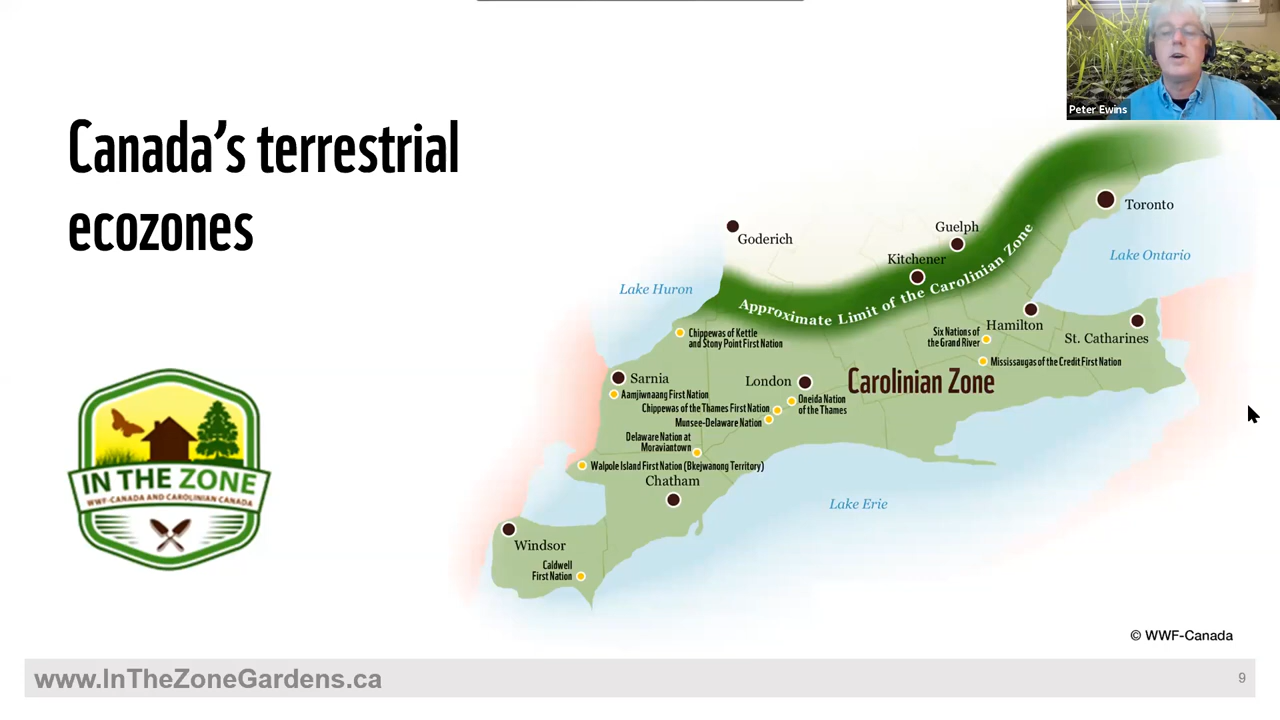 Peter Ewins
Canada's terrestrial
ecozones
Toronto
Goderich
Guelph
Kitchener
Lake Ontario
Lake Huron
Approximate Limit of the Carolinian Zone
Chippewas of Kettle
and Stony Point First Nation
Six Nations of
the Grand River
Hamilton
St. Catharines
Mississaugas of the Credit First Nation
Sarnia
London
Carolinian Zone
Aamjiwnaang First Nation
Oneida Nation
of the Thames
Chippewas of the Thames First Nation
Munsee-Delaware Nation
Delaware Nation at
Moraviantown
Walpole Island First Nation (Bkejwanong Territory)
Chatham
Lake Erie
Windsor
Caldwell
First Nation
IN THE ZONE
WWF-CANADA AND CAROLINIAN CANADA
© WWF-Canada
www.InTheZoneGardens.ca
9